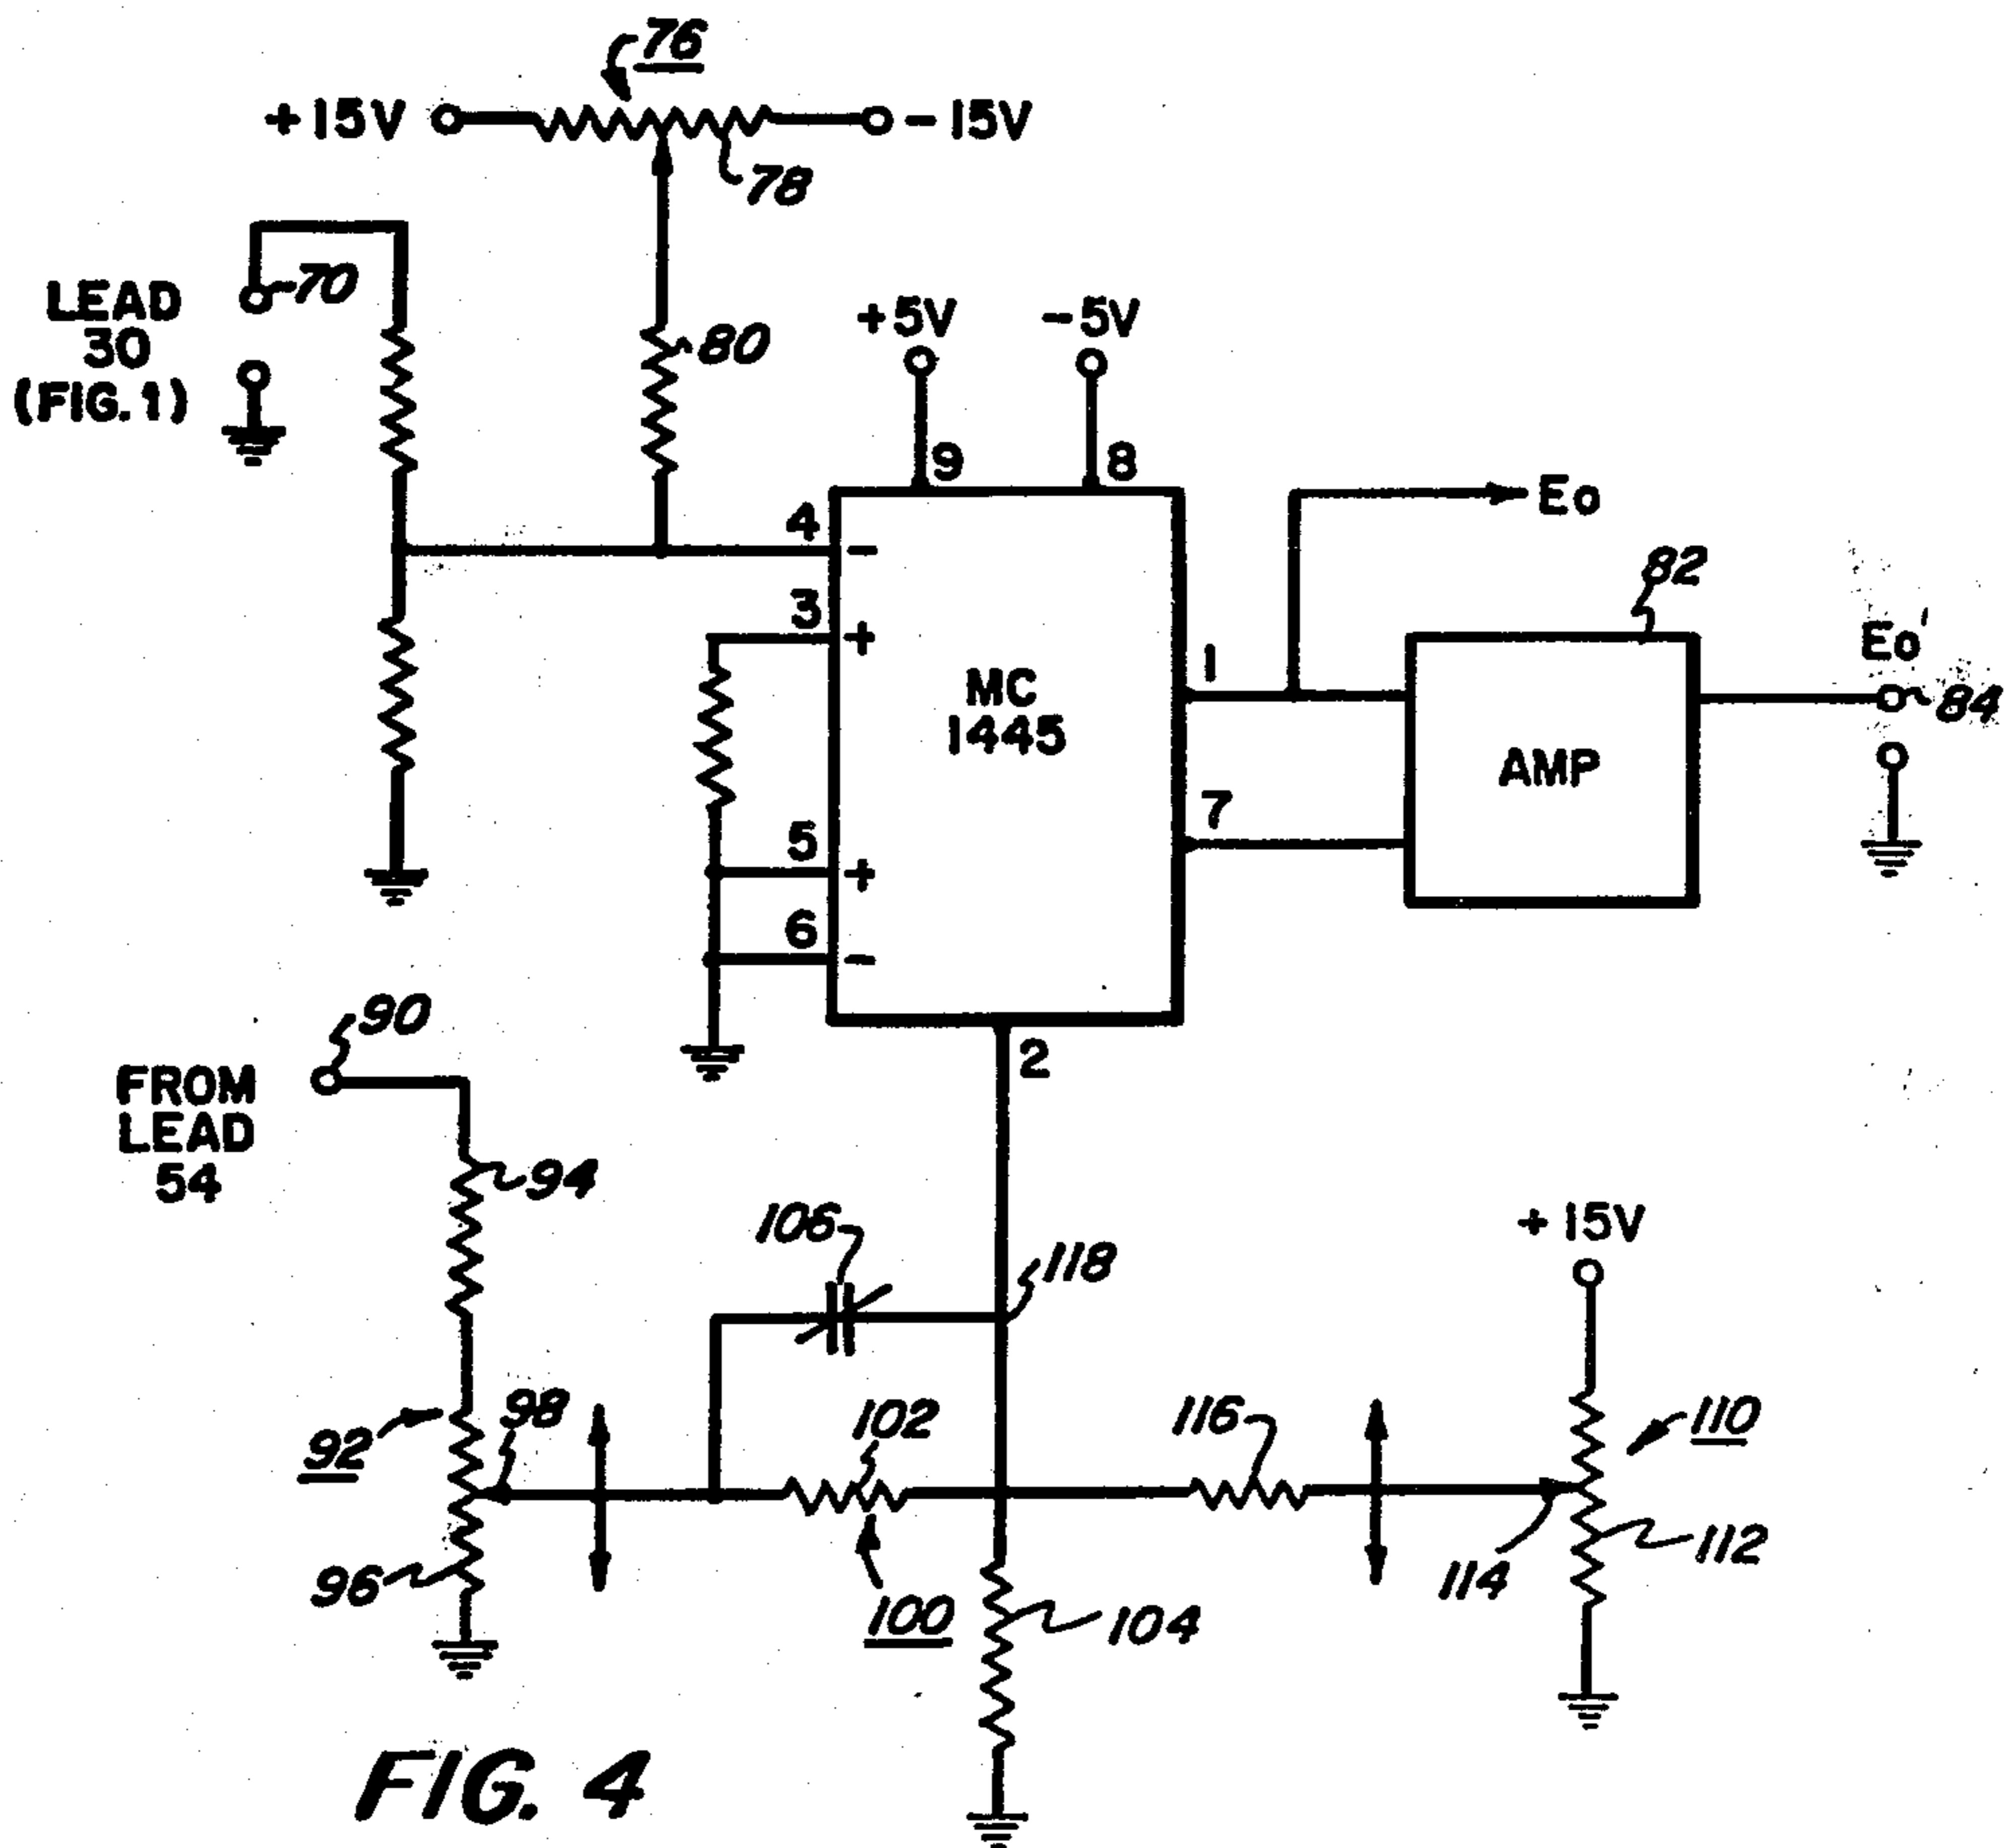 76
+15V
-15V
78
LEAD
30
(FIG. 1)
70
80
+5V
-5V
9
8
4
-
3
+
MC
1445
5
+
6
-
2
1
7
Eo
82
AMP
Eo'
84
90
FROM
LEAD
54
94
106
118
+15V
92
98
102
116
110
96
100
104
114
112
FIG. 4